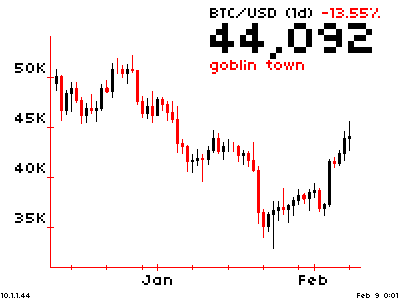 BTC/USD (1d) -13.55%
44,092
goblin town
50K
45K
40K
35K
Jan Feb
10.1.1.44 Feb 9 0:01